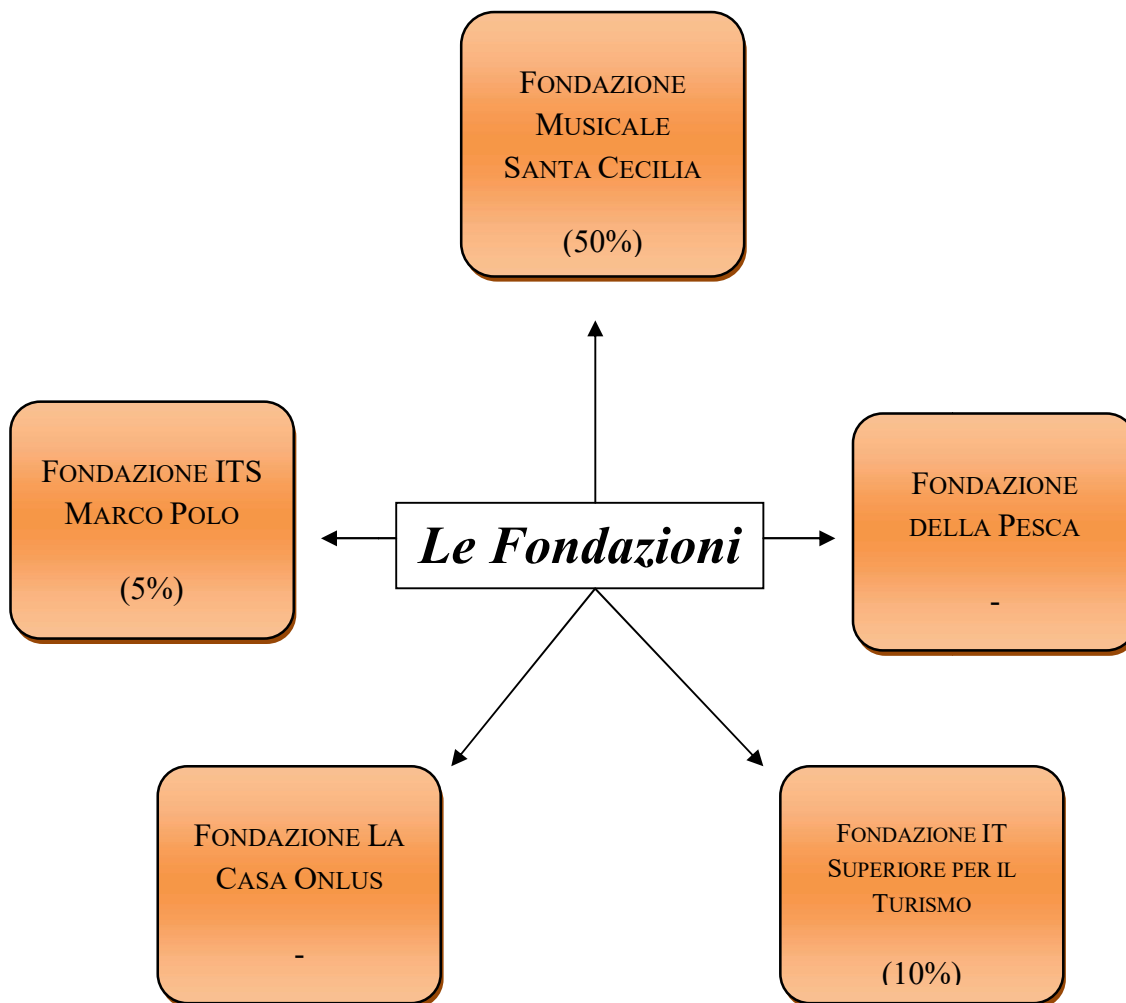 FONDAZIONE
MUSICALE
SANTA CECILIA
(50%)
FONDAZIONE ITS
MARCO POLO
(5%)
Le Fondazioni
FONDAZIONE
DELLA PESCA
-
FONDAZIONE LA
CASA ONLUS
-
FONDAZIONE IT
SUPERIORE PER IL
TURISMO
(10%)